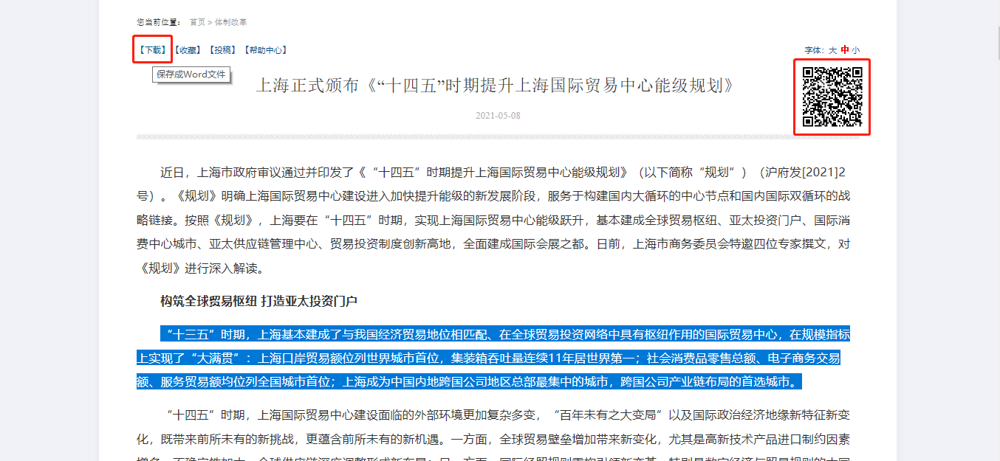 您当前位置： 首页 > 体制改革
【下载】 【收藏】 【投稿】 【帮助中心】
字体：大 中 小
保存成Word文件
上海正式颁布《“十四五”时期提升上海国际贸易中心能级规划》
2021-05-08
近日，上海市政府审议通过并印发了《 “十四五”时期提升上海国际贸易中心能级规划》（以下简称“规划”）（沪府发[2021]2
号）。《规划》明确上海国际贸易中心建设进入加快提升能级的新发展阶段，服务于构建国内大循环的中心节点和国内国际双循环的战
略链接。按照《规划》，上海要在“十四五”时期，实现上海国际贸易中心能级跃升，基本建成全球贸易枢纽、亚太投资门户、国际消
费中心城市、亚太供应链管理中心、贸易投资制度创新高地，全面建成国际会展之都。日前，上海市商务委员会特邀四位专家撰文，对
《规划》进行深入解读。
构筑全球贸易枢纽 打造亚太投资门户
“十三五”时期，上海基本建成了与我国经济贸易地位相匹配、在全球贸易投资网络中具有枢纽作用的国际贸易中心，在规模指标
上实现了“大满贯”：上海口岸贸易额位列世界城市首位，集装箱吞吐量连续11年居世界第一；社会消费品零售总额、电子商务交易
额、服务贸易额均位列全国城市首位；上海成为中国内地跨国公司地区总部最集中的城市，跨国公司产业链布局的首选城市。
“十四五”时期，上海国际贸易中心建设面临的外部环境更加复杂多变，“百年未有之大变局”以及国际政治经济地缘新特征新变
化，既带来前所未有的新挑战，更蕴含前所未有的新机遇。一方面，全球贸易壁垒增加带来新变化，尤其是高新技术产品进口制约因素